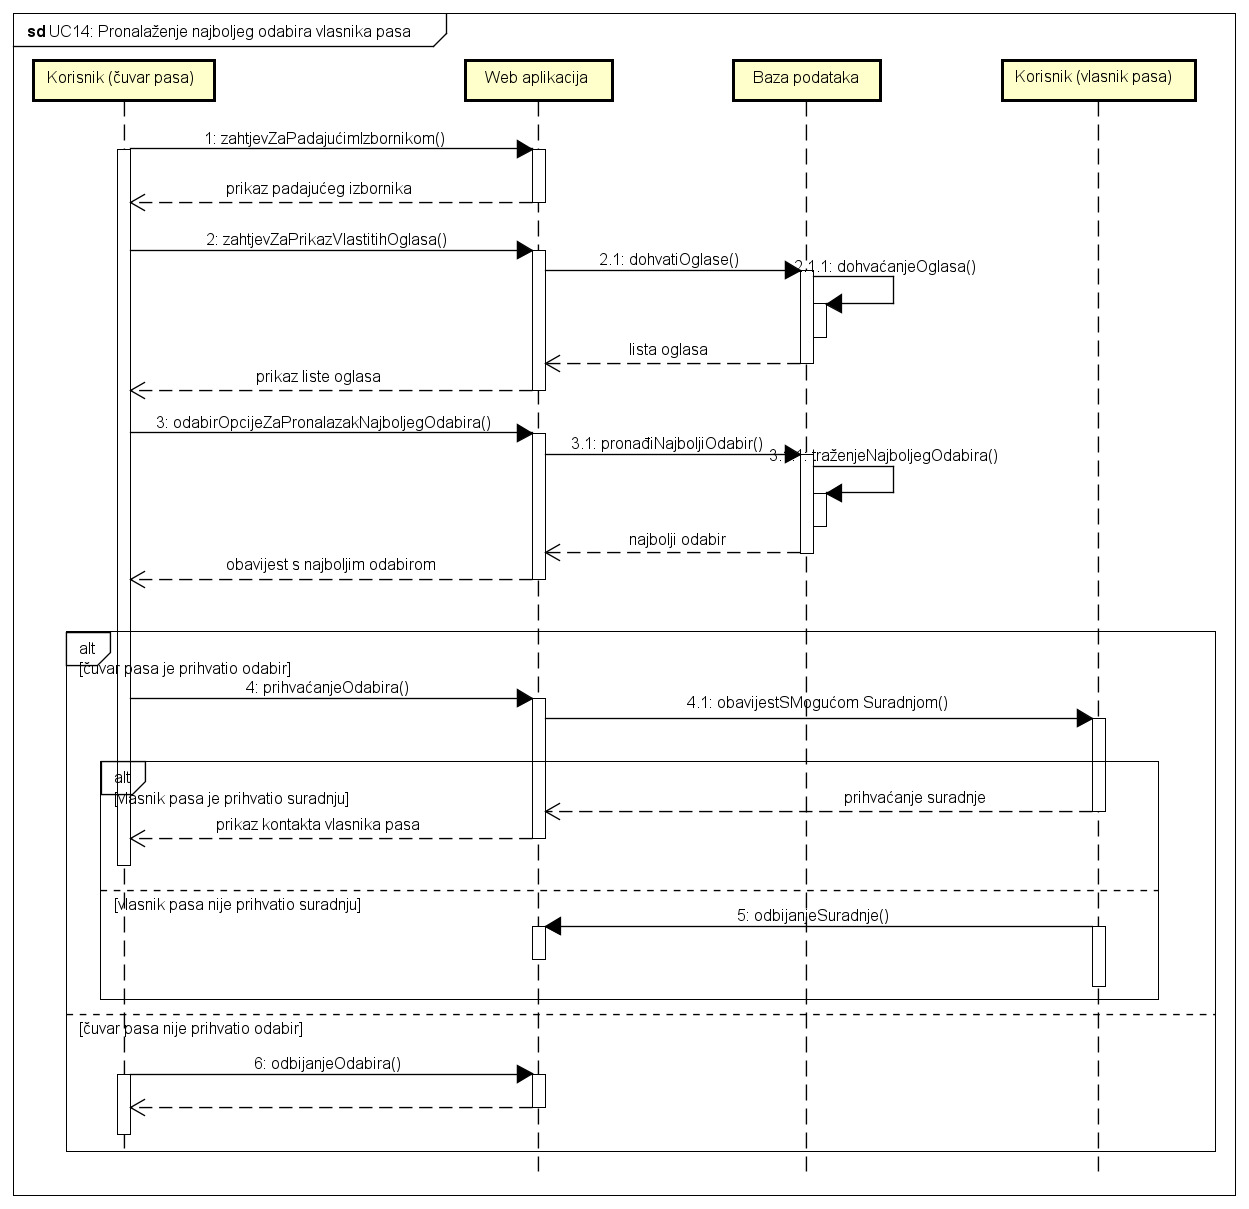 sd UC14: Pronalaženje najboljeg odabira vlasnika pasa
Korisnik (čuvar pasa)
Web aplikacija
Baza podataka
Korisnik (vlasnik pasa)
1: zahtjevZaPadajućimIzbornikom()
prikaz padajućeg izbornika
2: zahtjevZaPrikazVlastitihOglasa()
2.1: dohvatiOglase()
2.1.1: dohvaćanjeOglasa()
lista oglasa
prikaz liste oglasa
3: odabirOpcijeZaPronalazakNajboljegOdabira()
3.1: pronađiNajboljiOdabir()
3.1.1: traženjeNajboljegOdabira()
najbolji odabir
obavijest s najboljim odabirom
alt
[čuvar pasa je prihvatio odabir]
4: prihvaćanjeOdabira()
4.1: obavijestSMogućom Suradnjom()
alt
[vlasnik pasa je prihvatio suradnju]
prihvaćanje suradnje
prikaz kontakta vlasnika pasa
[vlasnik pasa nije prihvatio suradnju]
5: odbijanjeSuradnje()
[čuvar pasa nije prihvatio odabir]
6: odbijanjeOdabira()